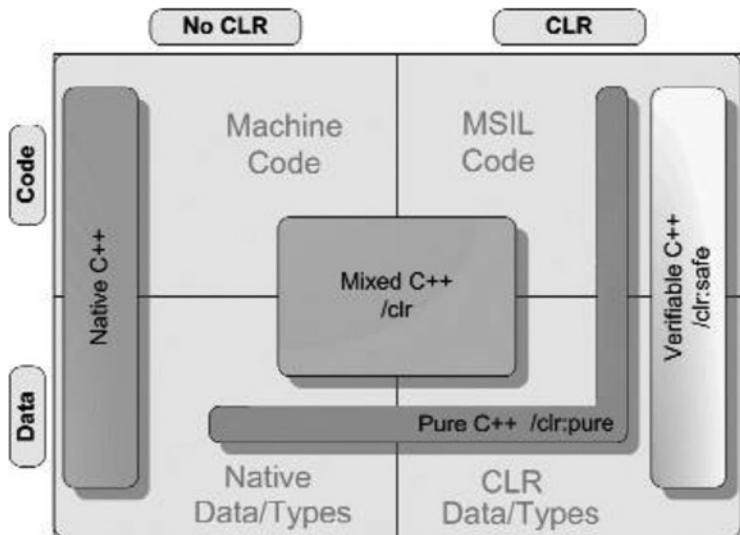 No CLR
CLR
Code
Machine
Code
MSIL
Code
Native C++
Mixed C++
/clr
Verifiable C++
/clr:safe
Data
Pure C++ /clr:pure
Native
Data/Types
CLR
Data/Types